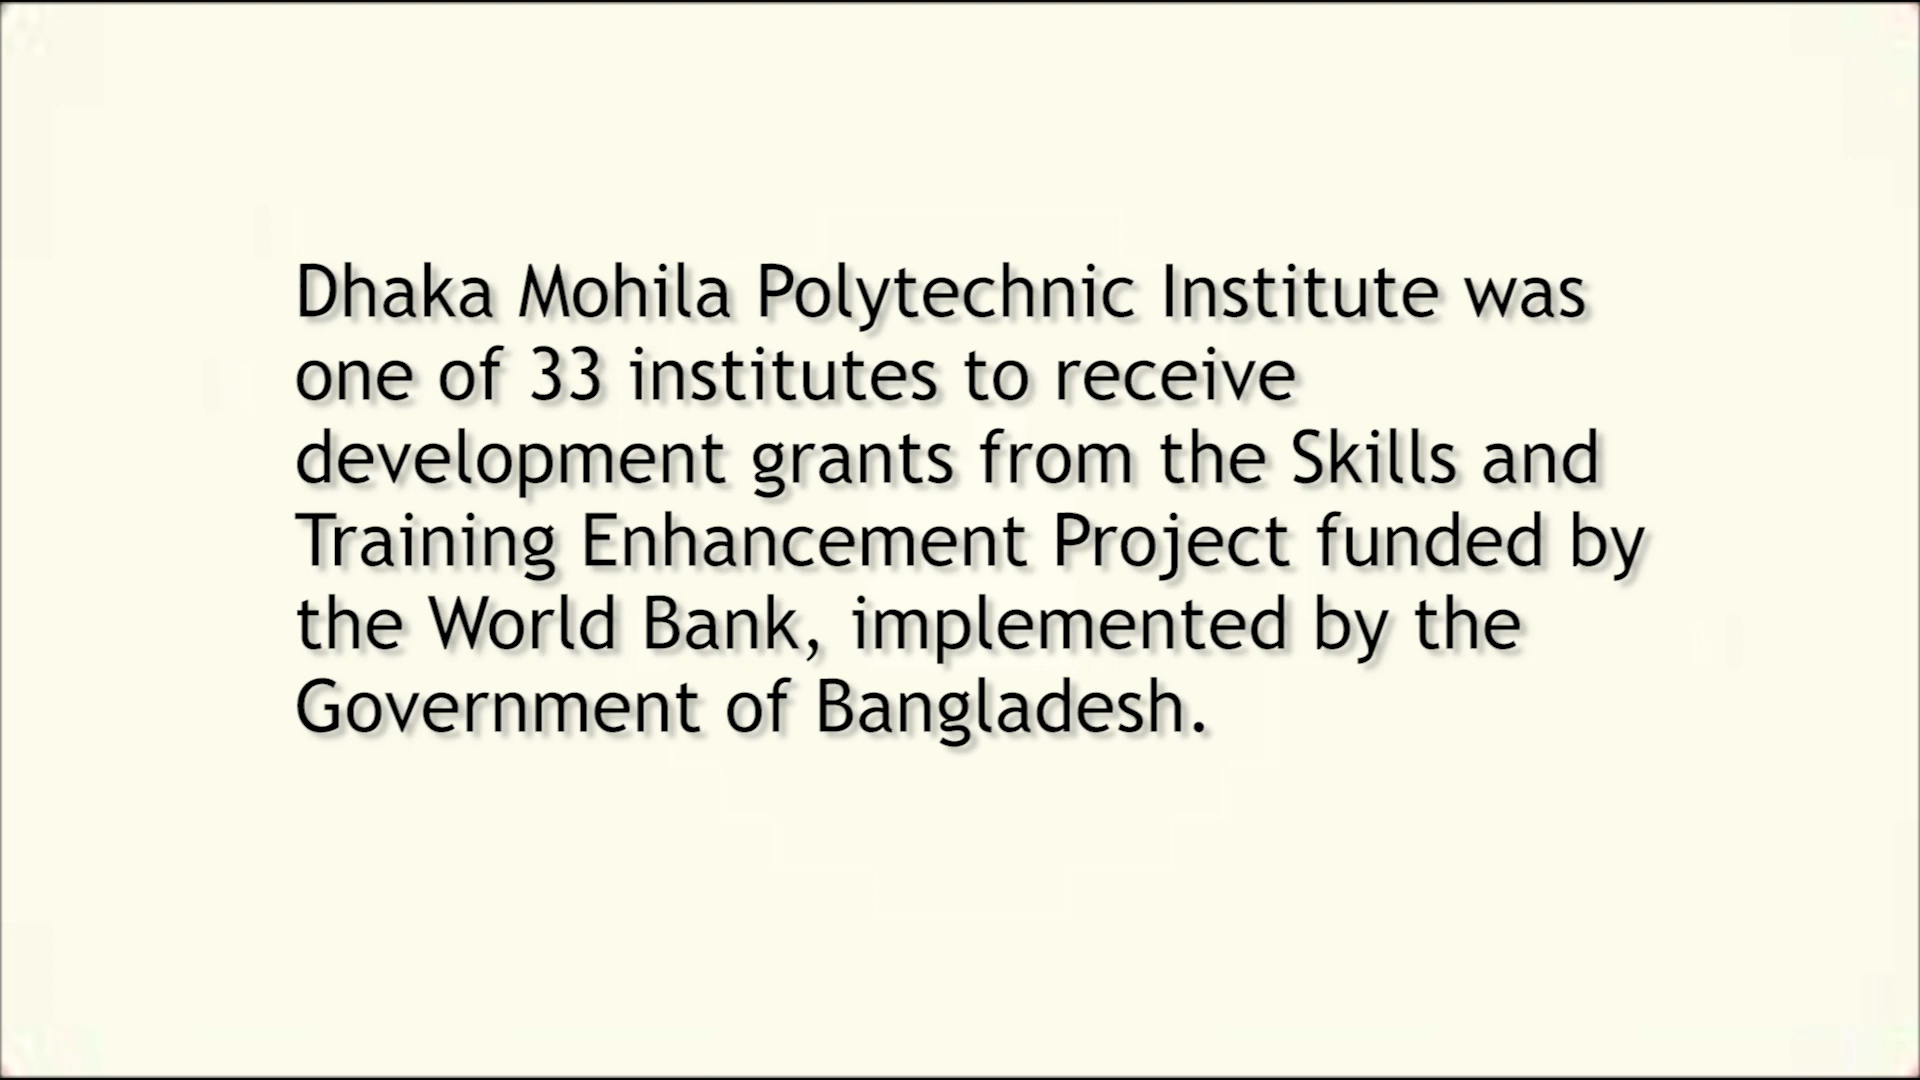 Dhaka Mohila Polytechnic Institute was
one of 33 institutes to receive
development grants from the Skills and
Training Enhancement Project funded by
the World Bank, implemented by the
Government of Bangladesh.